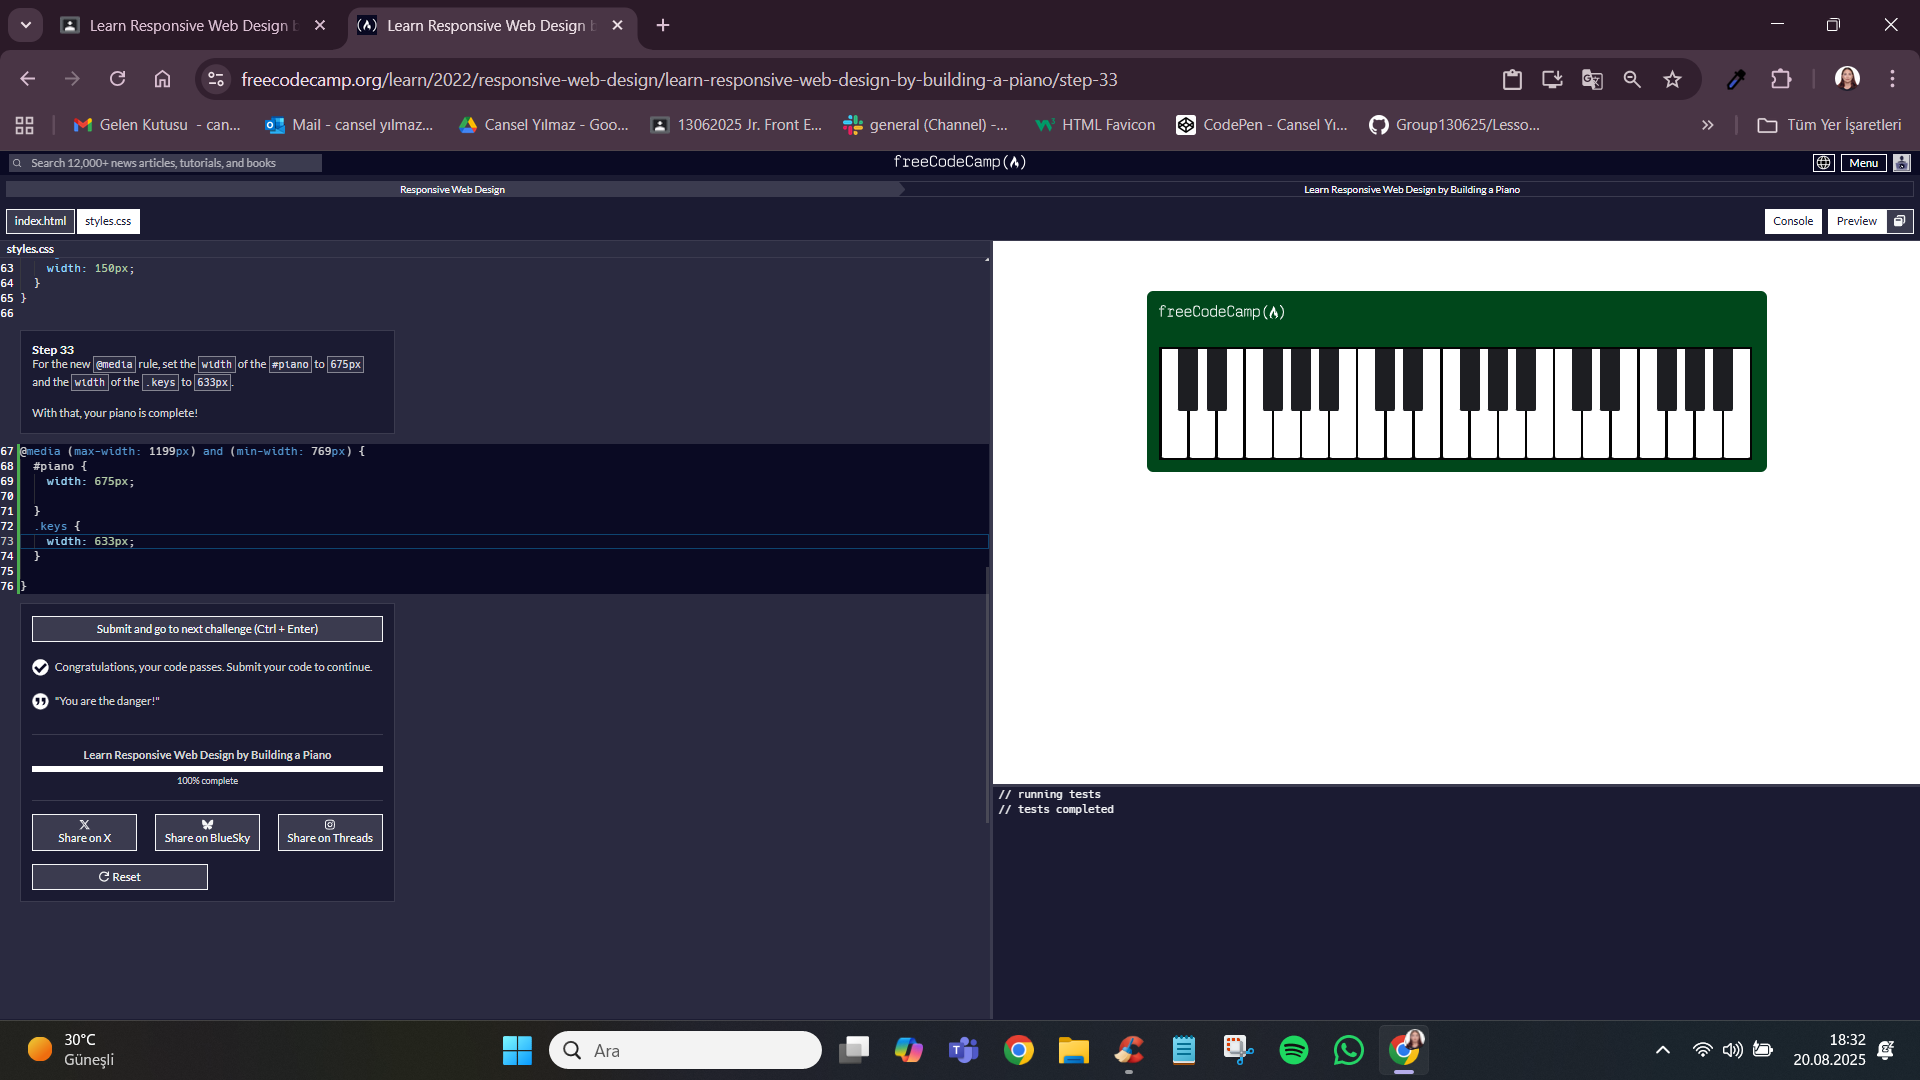 Learn Responsive Web Design b
Learn Responsive Web Design b
freecodecamp.org/learn/2022/responsive-web-design/learn-responsive-web-design-by-building-a-piano/step-33
Gelen Kutusu - can...
Mail - cansel yılmaz...
Cansel Yılmaz - Goo...
13062025 Jr. Front E...
general (Channel) -...
HTML Favicon
CodePen - Cansel Yı...
Group130625/Lesso...
»
Tüm Yer İşaretleri
Search 12,000+ news articles, tutorials, and books
freeCodeCamp(🔥)
Menu
Responsive Web Design
Learn Responsive Web Design by Building a Piano
index.html
styles.css
Console
Preview
styles.css
63 width: 150px;
64 }
65 }
66
Step 33
For the new @media rule, set the width of the #piano to 675px
and the width of the .keys to 633px.
With that, your piano is complete!
67 @media (max-width: 1199px) and (min-width: 769px) {
68 #piano {
69 width: 675px;
70
71 }
72 .keys {
73 width: 633px;
74 }
75
76 }
Submit and go to next challenge (Ctrl + Enter)
Congratulations, your code passes. Submit your code to continue.
"You are the danger!"
Learn Responsive Web Design by Building a Piano
100% complete
Share on X
Share on BlueSky
Share on Threads
Reset
freeCodeCamp(🔥)
// running tests
// tests completed
30°C
Güneşli
Ara
18:32
20.08.2025